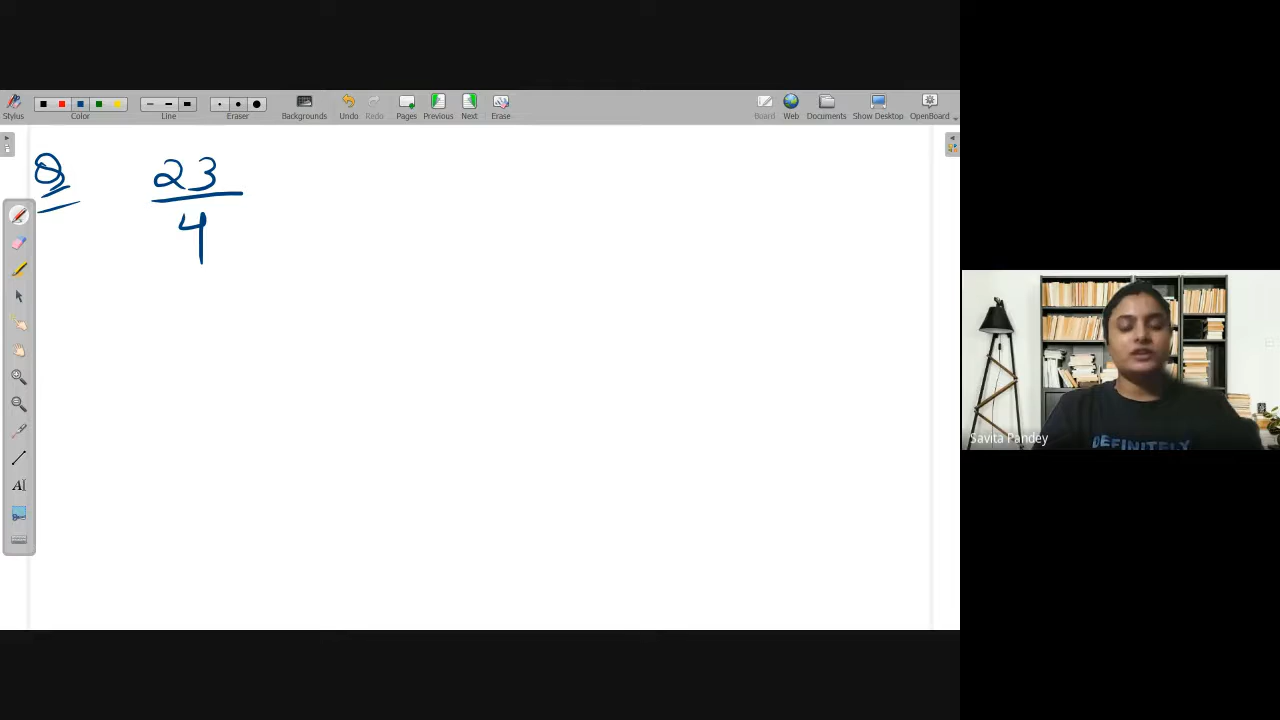 Stylus Color Line Eraser Backgrounds Undo Redo Pages Previous Next Erase Board Web Documents Show Desktop OpenBoard
Q 23
4
Savita Pandey
DEFINITELY